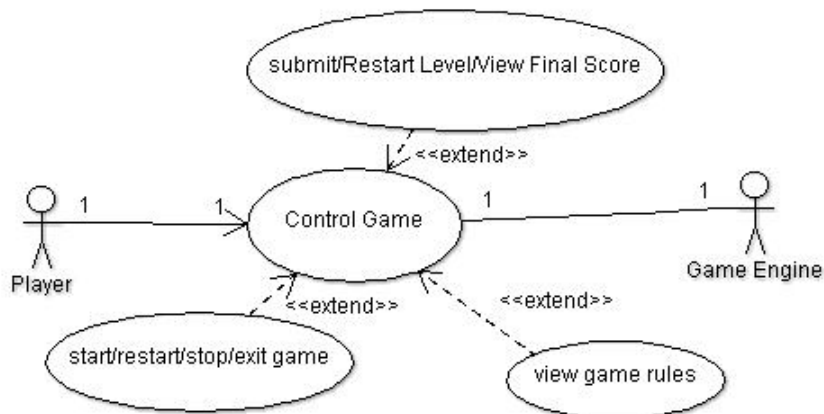 submit/Restart Level/View Final Score
<<extend>>
1
1
Control Game
1
1
Player
Game Engine
<<extend>>
<<extend>>
start/restart/stop/exit game
view game rules